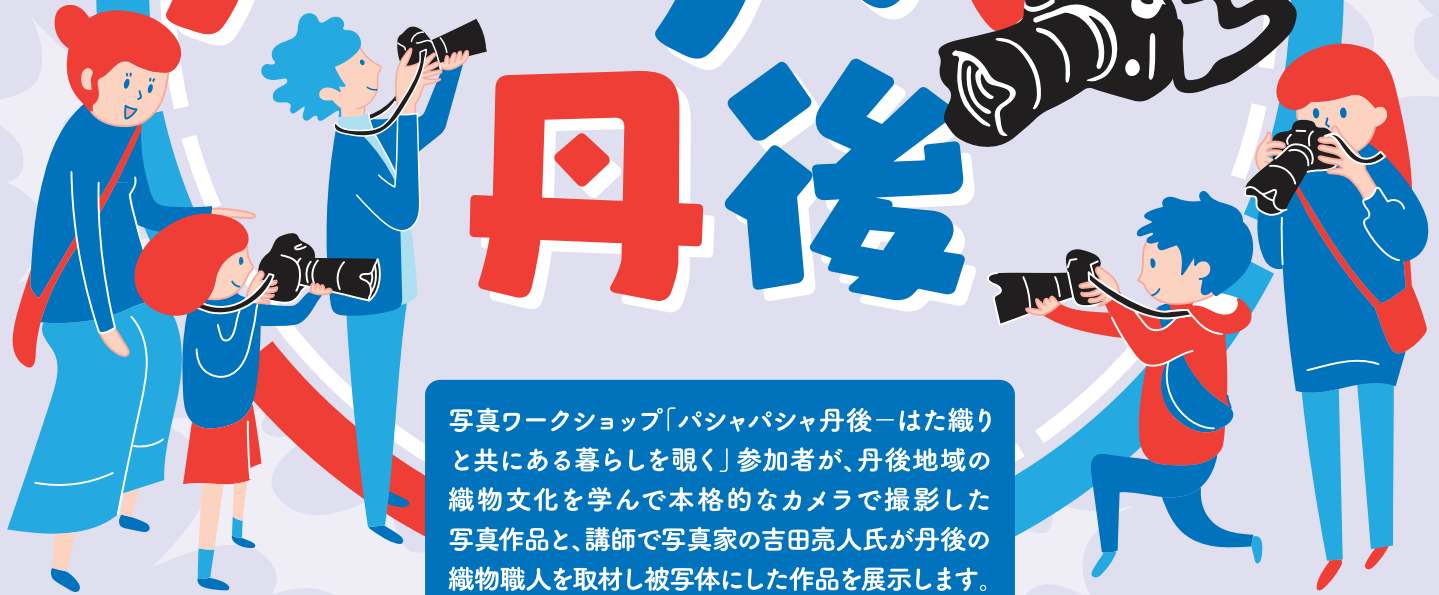 丹後
写真ワークショップ「パシャパシャ丹後－はた織り
と共にある暮らしを覗く」参加者が、丹後地域の
織物文化を学んで本格的なカメラで撮影した
写真作品と、講師で写真家の吉田亮人氏が丹後の
織物職人を取材し被写体にした作品を展示します。